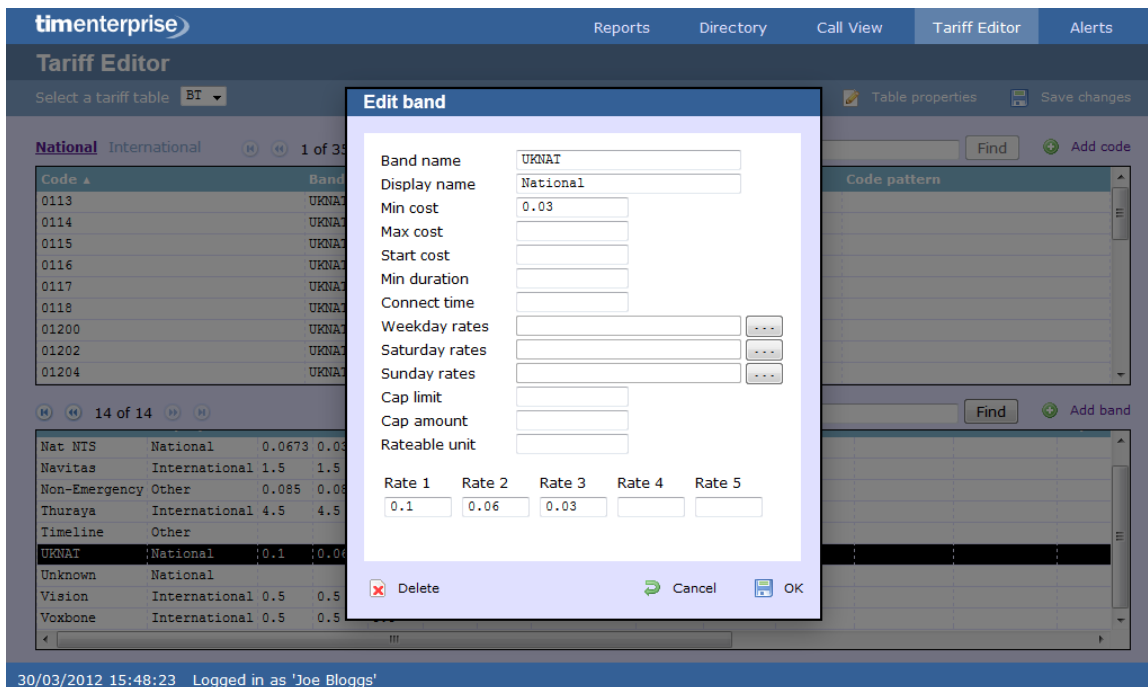 timenterprise Reports Directory Call View Tariff Editor Alerts
Tariff Editor
Select a tariff table BT Table properties Save changes
National International 1 of 35 Find Add code
Code Band Code pattern
0113 UKNAT
0114 UKNAT
0115 UKNAT
0116 UKNAT
0117 UKNAT
0118 UKNAT
01200 UKNAT
01202 UKNAT
01204 UKNAT
14 of 14 Find Add band
Nat NTS National 0.0673 0.03
Navitas International 1.5 1.5
Non-Emergency Other 0.085 0.08
Thuraya International 4.5 4.5
Timeline Other
UKNAT National 0.1 0.06
Unknown National
Vision International 0.5 0.5
Voxbone International 0.5 0.5
Edit band
Band name UKNAT
Display name National
Min cost 0.03
Max cost
Start cost
Min duration
Connect time
Weekday rates ...
Saturday rates ...
Sunday rates ...
Cap limit
Cap amount
Rateable unit
Rate 1 Rate 2 Rate 3 Rate 4 Rate 5
0.1 0.06 0.03
Delete Cancel OK
30/03/2012 15:48:23 Logged in as 'Joe Bloggs'